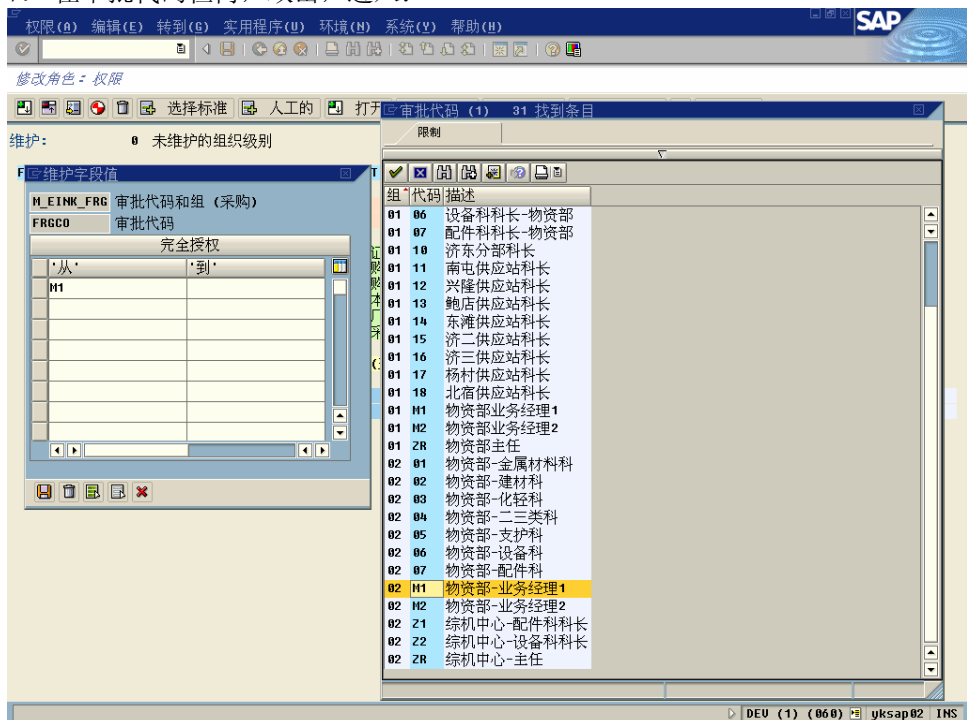 权限(A) 编辑(E) 转到(G) 实用程序(U) 环境(N) 系统(Y) 帮助(H)
SAP
修改角色: 权限
选择标准 人工的 打开
维护: 0 未维护的组织级别
维护字段值
M_EINK_FRG 审批代码和组 (采购)
FRGCO 审批代码
完全授权
'从' '到'
M1
审批代码 (1) 31 找到条目
限制
组 代码 描述
01 06 设备科科长-物资部
01 07 配件科科长-物资部
01 10 济东分部科长
01 11 南屯供应站科长
01 12 兴隆供应站科长
01 13 鲍店供应站科长
01 14 东滩供应站科长
01 15 济二供应站科长
01 16 济三供应站科长
01 17 杨村供应站科长
01 18 北宿供应站科长
01 M1 物资部业务经理1
01 M2 物资部业务经理2
01 ZR 物资部主任
02 01 物资部-金属材料科
02 02 物资部-建材科
02 03 物资部-化轻科
02 04 物资部-二三类科
02 05 物资部-支护科
02 06 物资部-设备科
02 07 物资部-配件科
02 M1 物资部-业务经理1
02 M2 物资部-业务经理2
02 Z1 综机中心-配件科科长
02 Z2 综机中心-设备科科长
02 ZR 综机中心-主任
DEV (1) (060) yksap02 INS